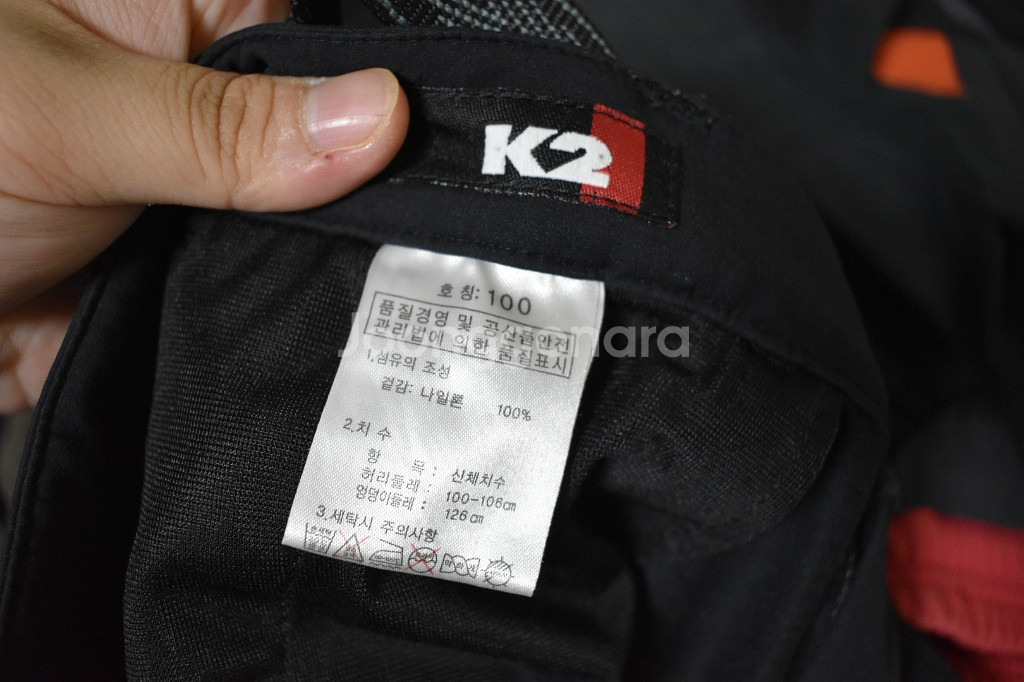 K2
호 칭: 100
품질경영 및 공산품안전
관리법에 의한 품질표시
1.섬유의 조성
겉감: 나일론 100%
2.치 수
항 목 : 신체치수
허리둘레 : 100-106㎝
엉덩이둘레 : 126㎝
3.세탁시 주의사항